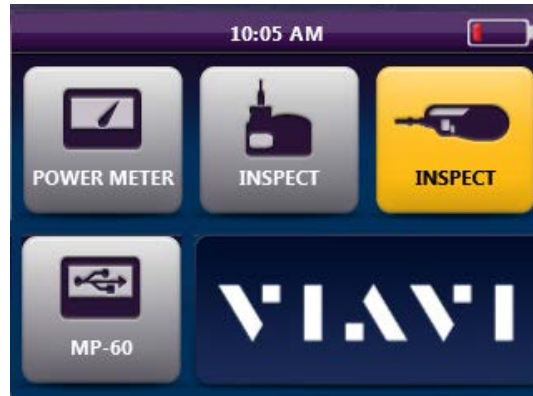 10:05 AM
POWER METER
INSPECT
INSPECT
MP-60
VIAVI